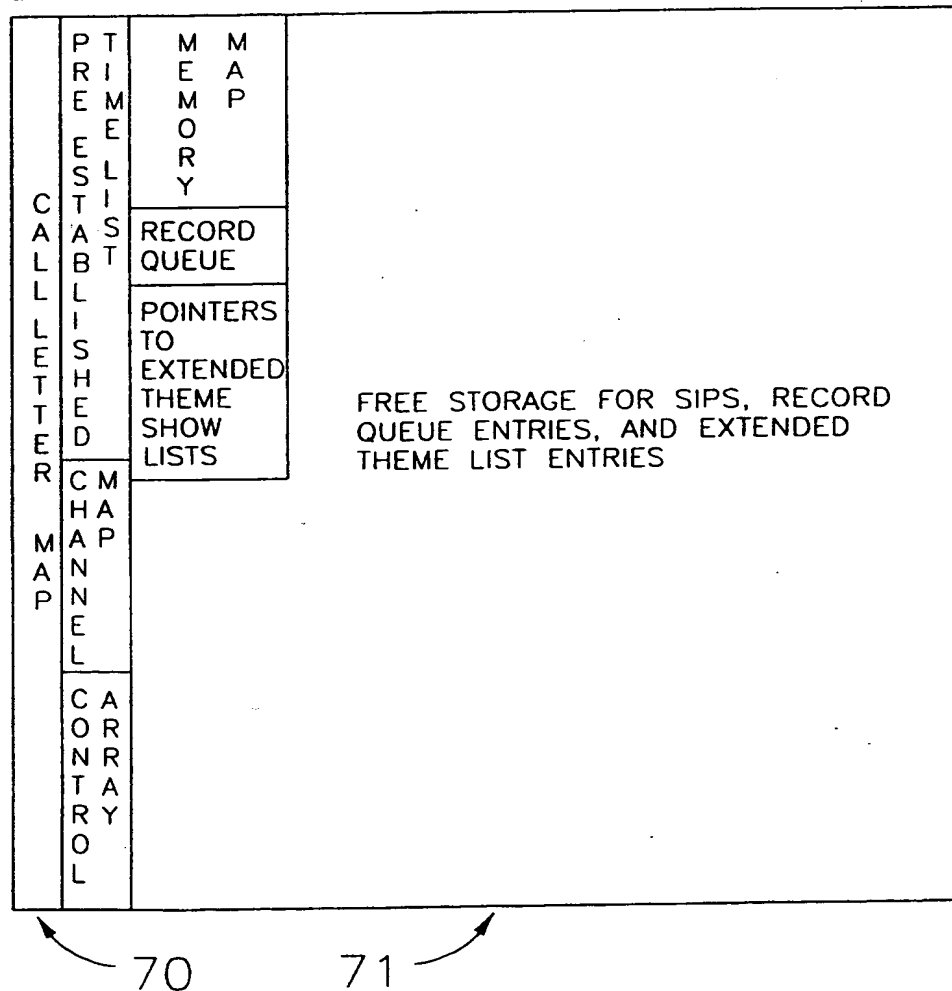 CALL LETTER MAP
PRE ESTABLISHED
TIME LIST
CHANNEL
MAP
CONTROL
ARRAY
MEMORY
MAP
RECORD
QUEUE
POINTERS
TO
EXTENDED
THEME
SHOW
LISTS
FREE STORAGE FOR SIPS, RECORD
QUEUE ENTRIES, AND EXTENDED
THEME LIST ENTRIES
70
71